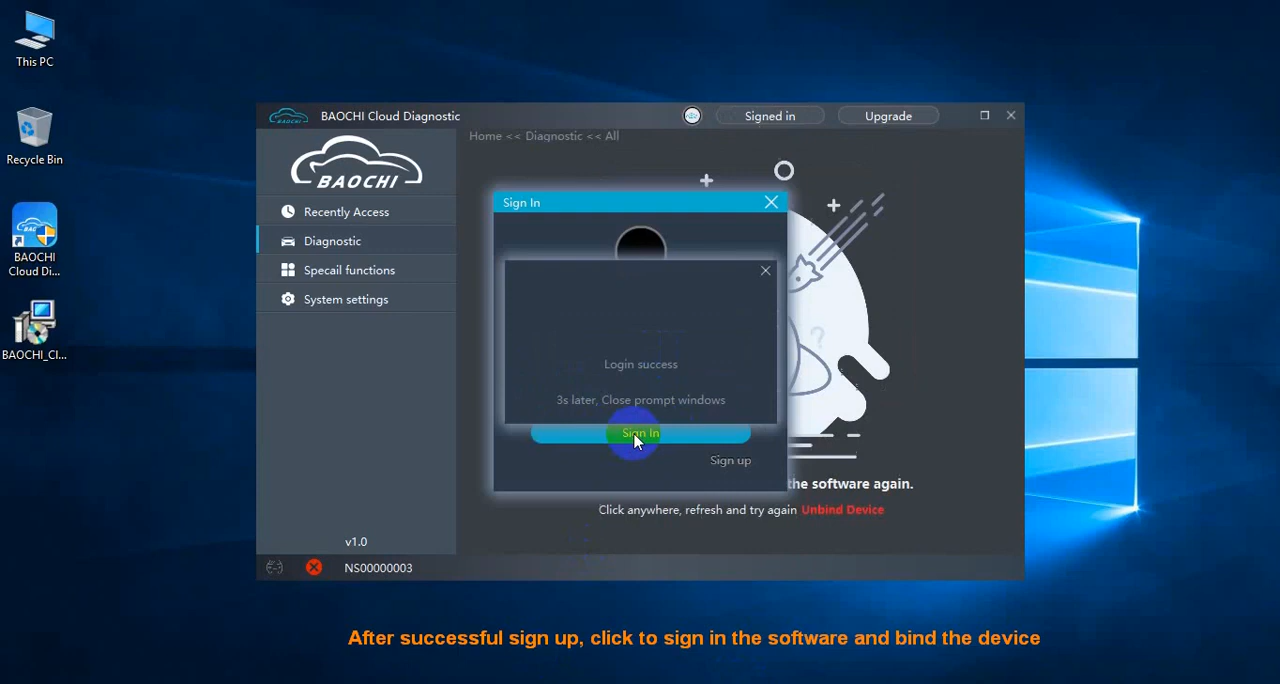 This PC
Recycle Bin
BAOCHI
Cloud Di...
BAOCHI_Cl...
BAOCHI
BAOCHI Cloud Diagnostic
Signed in
Upgrade
BAOCHI
Recently Access
Diagnostic
Specail functions
System settings
v1.0
NS00000003
Home << Diagnostic << All
Sign In
Login success
3s later, Close prompt windows
Sign In
Sign up
the software again.
Click anywhere, refresh and try again Unbind Device
After successful sign up, click to sign in the software and bind the device